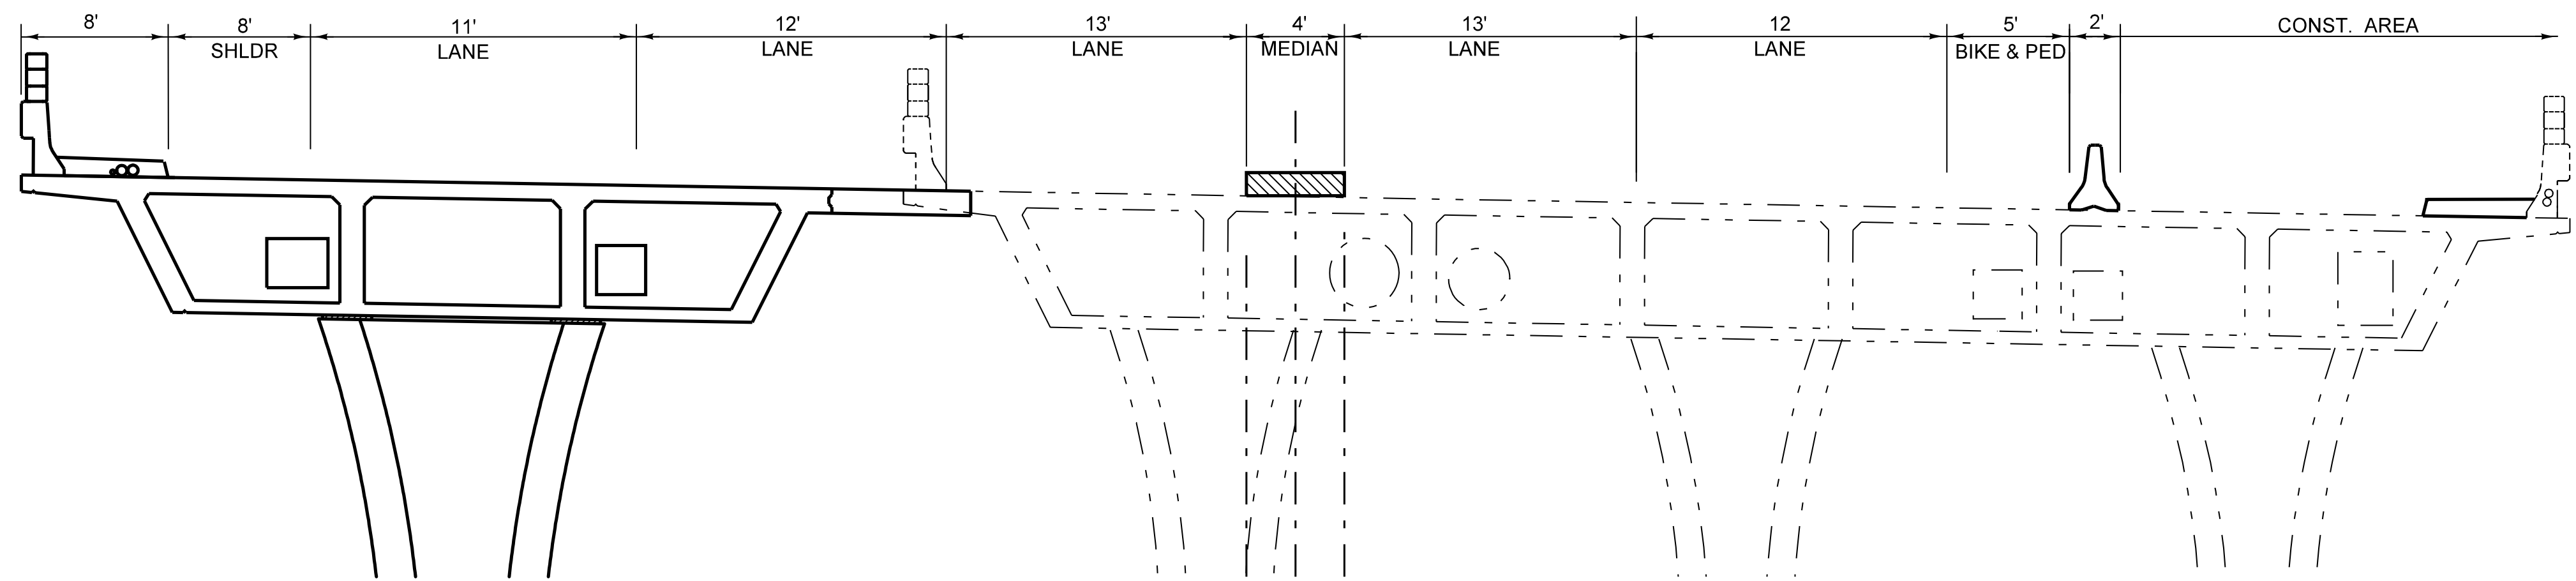 8'
8'
SHLDR
11'
LANE
12'
LANE
13'
LANE
4'
MEDIAN
13'
LANE
12
LANE
5'
BIKE & PED
2'
CONST. AREA